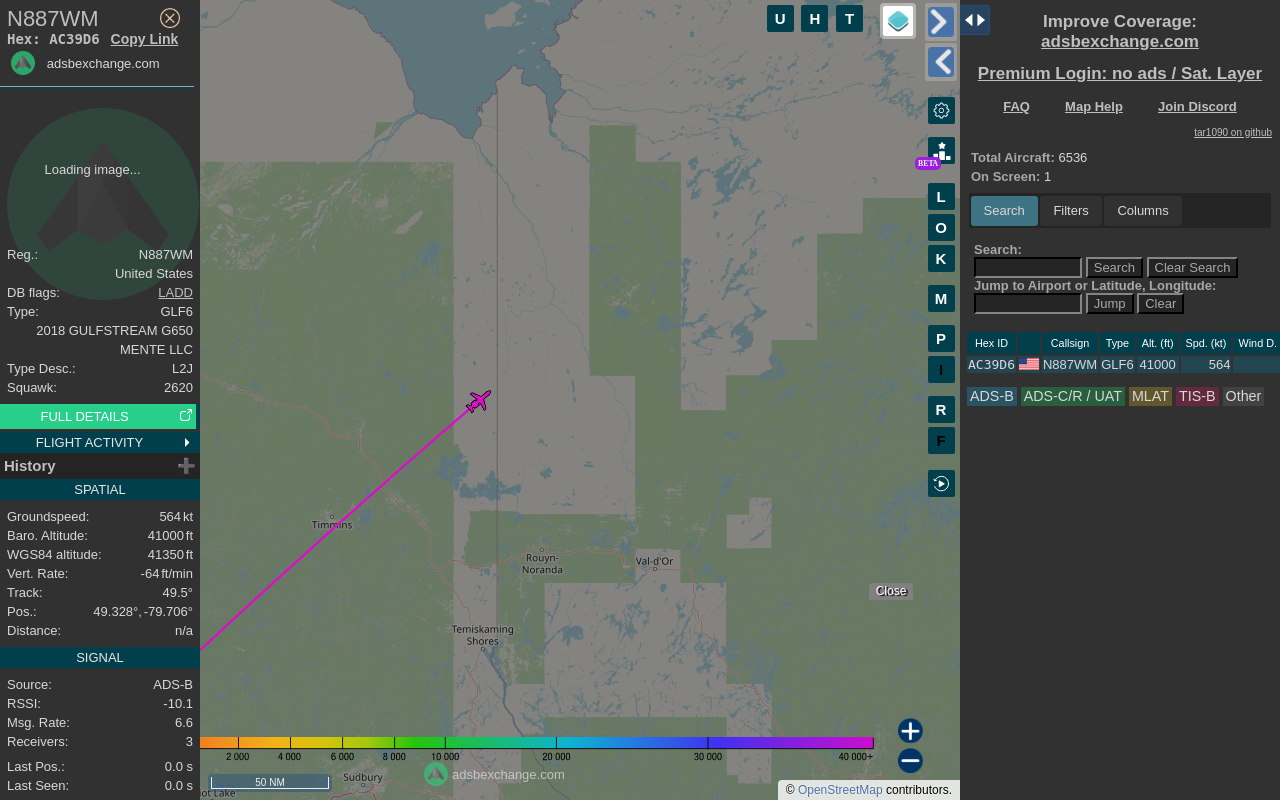 N887WM
Hex: AC39D6 Copy Link
adsbexchange.com
Loading image...
Reg.: N887WM
United States
DB flags: LADD
Type: GLF6
2018 GULFSTREAM G650
MENTE LLC
Type Desc.: L2J
Squawk: 2620
FULL DETAILS
FLIGHT ACTIVITY
History
SPATIAL
Groundspeed: 564 kt
Baro. Altitude: 41000 ft
WGS84 altitude: 41350 ft
Vert. Rate: -64 ft/min
Track: 49.5°
Pos.: 49.328°, -79.706°
Distance: n/a
SIGNAL
Source: ADS-B
RSSI: -10.1
Msg. Rate: 6.6
Receivers: 3
Last Pos.: 0.0 s
Last Seen: 0.0 s
U H T
BETA
L
O
K
M
P
I
R
F
Timmins
Rouyn-
Noranda
Val-d'Or
Temiskaming
Shores
Close
2 000 4 000 6 000 8 000 10 000 20 000 30 000 40 000+
50 NM
Sudbury
adsbexchange.com
ot Lake
© OpenStreetMap contributors.
Improve Coverage:
adsbexchange.com
Premium Login: no ads / Sat. Layer
FAQ Map Help Join Discord
tar1090 on github
Total Aircraft: 6536
On Screen: 1
Search Filters Columns
Search:
Search Clear Search
Jump to Airport or Latitude, Longitude:
Jump Clear
Hex ID Callsign Type Alt. (ft) Spd. (kt) Wind D.
AC39D6 N887WM GLF6 41000 564
ADS-B ADS-C/R / UAT MLAT TIS-B Other